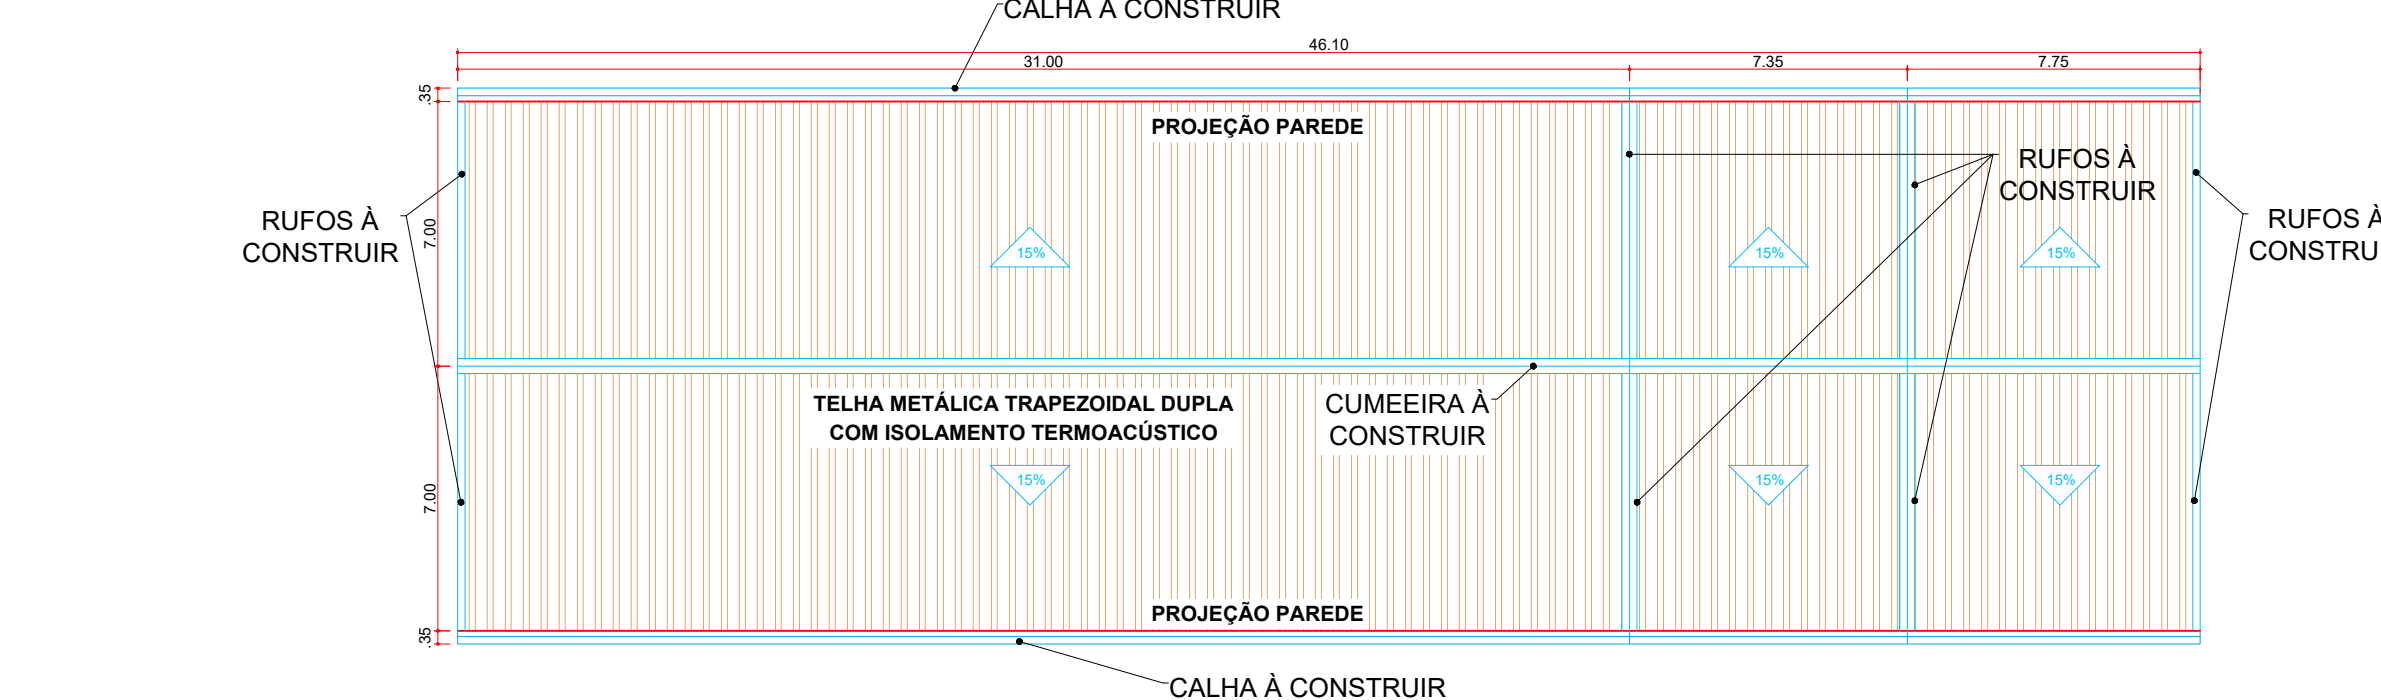 CALHA À CONSTRUIR
46.10
31.00
7.35
7.75
.35
PROJEÇÃO PAREDE
RUFOS À
CONSTRUIR
RUFOS À
CONSTRUIR
7.00
RUFOS À
CONSTRU
15%
15%
15%
TELHA METÁLICA TRAPEZOIDAL DUPLA
COM ISOLAMENTO TERMOACÚSTICO
CUMEEIRA À
CONSTRUIR
15%
15%
15%
7.00
PROJEÇÃO PAREDE
.35
CALHA À CONSTRUIR